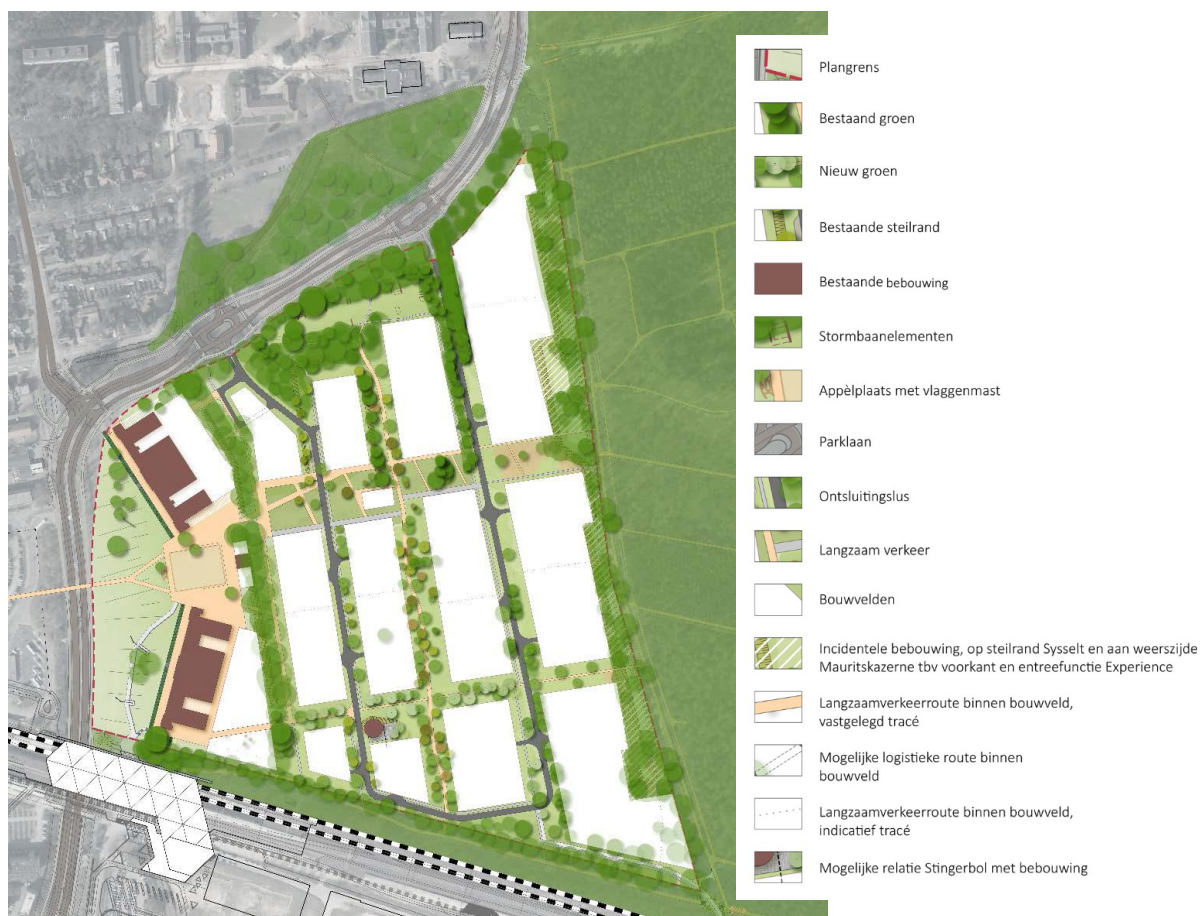 Plangrens
Bestaand groen
Nieuw groen
Bestaande steilrand
Bestaande bebouwing
Stormbaanelementen
Appèlplaats met vlaggenmast
Parklaan
Ontsluitingslus
Langzaam verkeer
Bouwvelden
Incidentele bebouwing, op steilrand Sysselt en aan weerszijde
Mauritskazerne tbv voorkant en entreefunctie Experience
Langzaamverkeerroute binnen bouwveld,
vastgelegd tracé
Mogelijke logistieke route binnen
bouwveld
Langzaamverkeerroute binnen bouwveld,
indicatief tracé
Mogelijke relatie Stingerbol met bebouwing